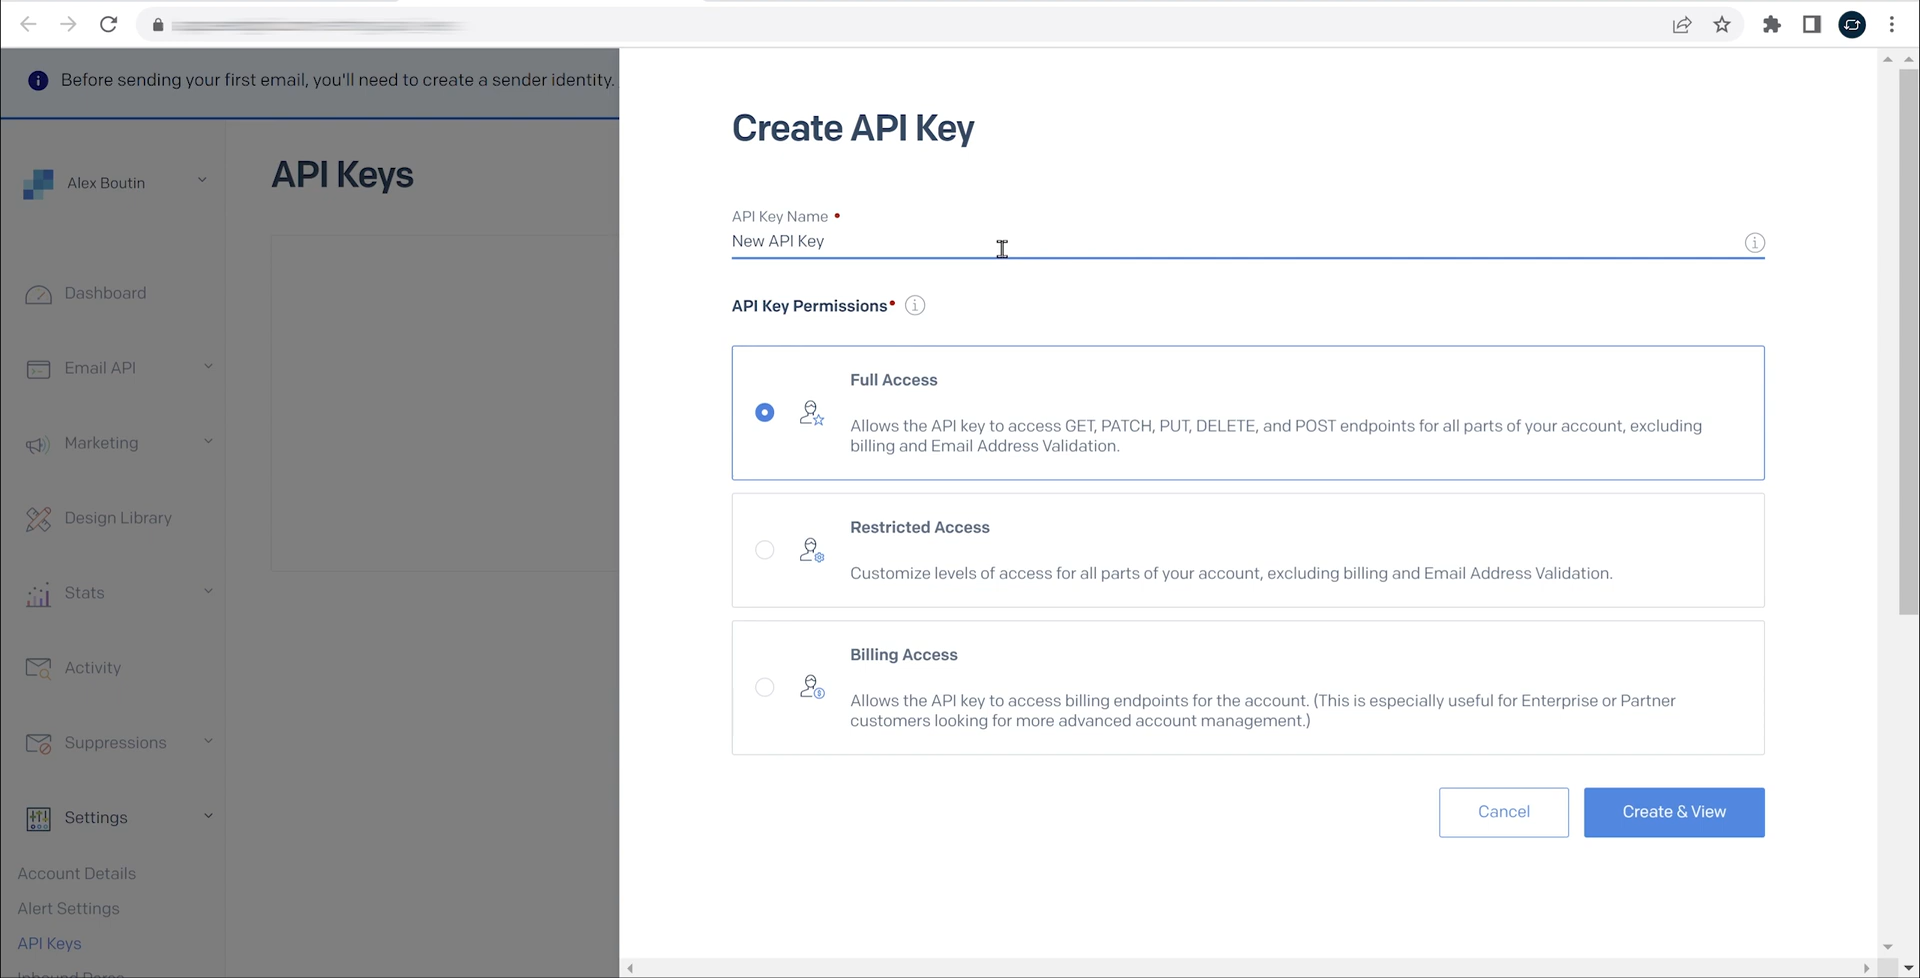 Before sending your first email, you'll need to create a sender identity.
Alex Boutin
API Keys
Dashboard
Email API
Marketing
Design Library
Stats
Activity
Suppressions
Settings
Account Details
Alert Settings
API Keys
Inbound Parse
Create API Key
API Key Name
New API Key
API Key Permissions
Full Access
Allows the API key to access GET, PATCH, PUT, DELETE, and POST endpoints for all parts of your account, excluding
billing and Email Address Validation.
Restricted Access
Customize levels of access for all parts of your account, excluding billing and Email Address Validation.
Billing Access
Allows the API key to access billing endpoints for the account. (This is especially useful for Enterprise or Partner
customers looking for more advanced account management.)
Cancel
Create & View